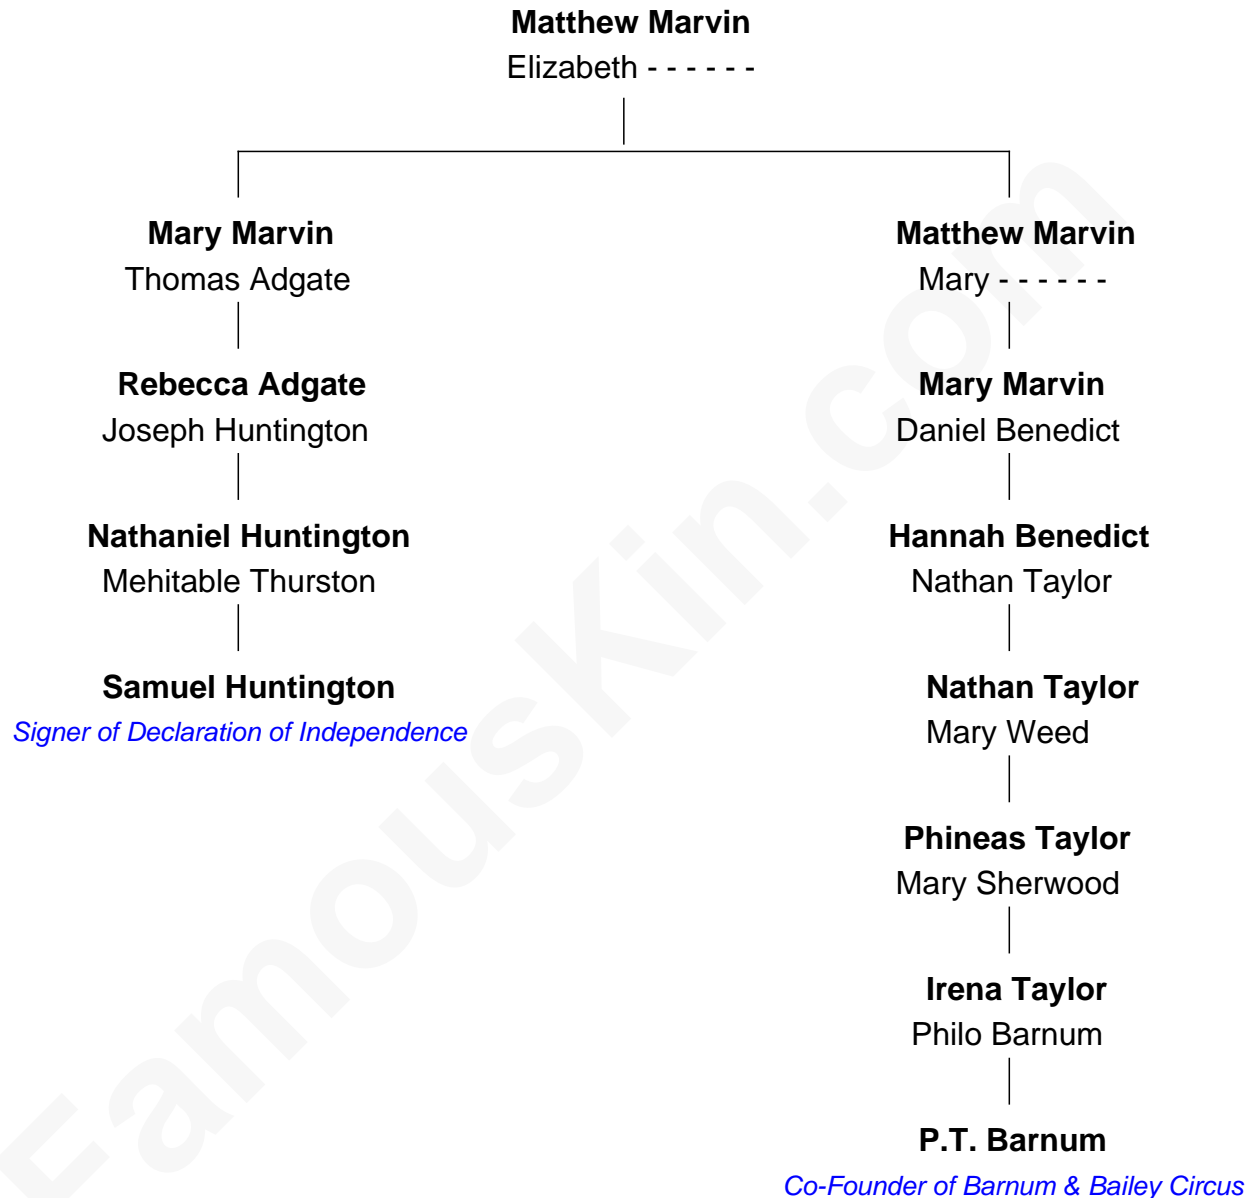 Matthew Marvin
Elizabeth - - - - - -
Mary Marvin
Thomas Adgate
Rebecca Adgate
Joseph Huntington
Nathaniel Huntington
Mehitable Thurston
Samuel Huntington
Signer of Declaration of Independence
Matthew Marvin
Mary - - - - - -
Mary Marvin
Daniel Benedict
Hannah Benedict
Nathan Taylor
Nathan Taylor
Mary Weed
Phineas Taylor
Mary Sherwood
Irena Taylor
Philo Barnum
P.T. Barnum
Co-Founder of Barnum & Bailey Circus
FamousKin.com